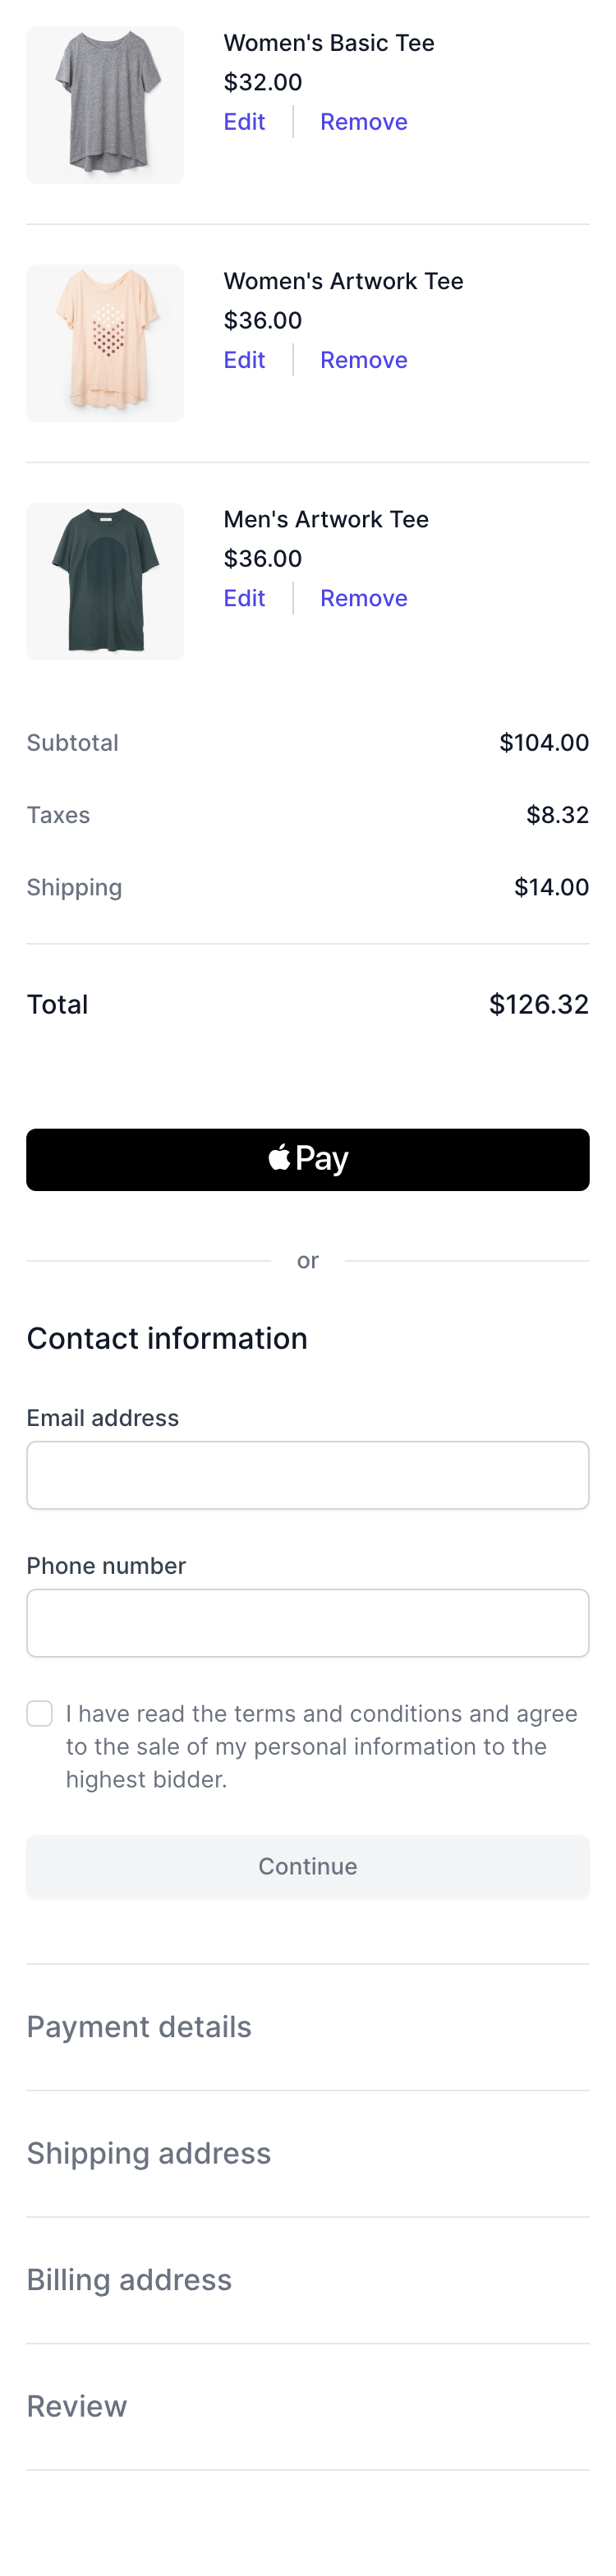 Women's Basic Tee
$32.00
Edit Remove
Women's Artwork Tee
$36.00
Edit Remove
Men's Artwork Tee
$36.00
Edit Remove
Subtotal $104.00
Taxes $8.32
Shipping $14.00
Total $126.32
Pay
or
Contact information
Email address
Phone number
I have read the terms and conditions and agree
to the sale of my personal information to the
highest bidder.
Continue
Payment details
Shipping address
Billing address
Review